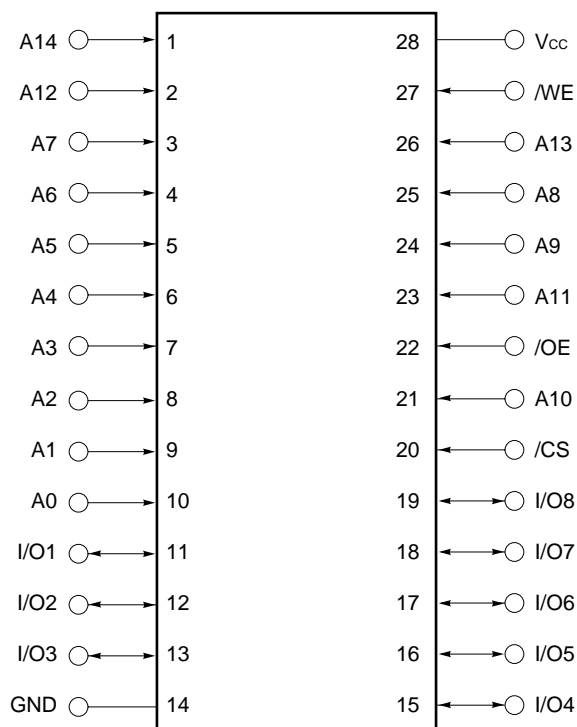 A14 1 28 Vcc
A12 2 27 /WE
A7 3 26 A13
A6 4 25 A8
A5 5 24 A9
A4 6 23 A11
A3 7 22 /OE
A2 8 21 A10
A1 9 20 /CS
A0 10 19 I/O8
I/O1 11 18 I/O7
I/O2 12 17 I/O6
I/O3 13 16 I/O5
GND 14 15 I/O4